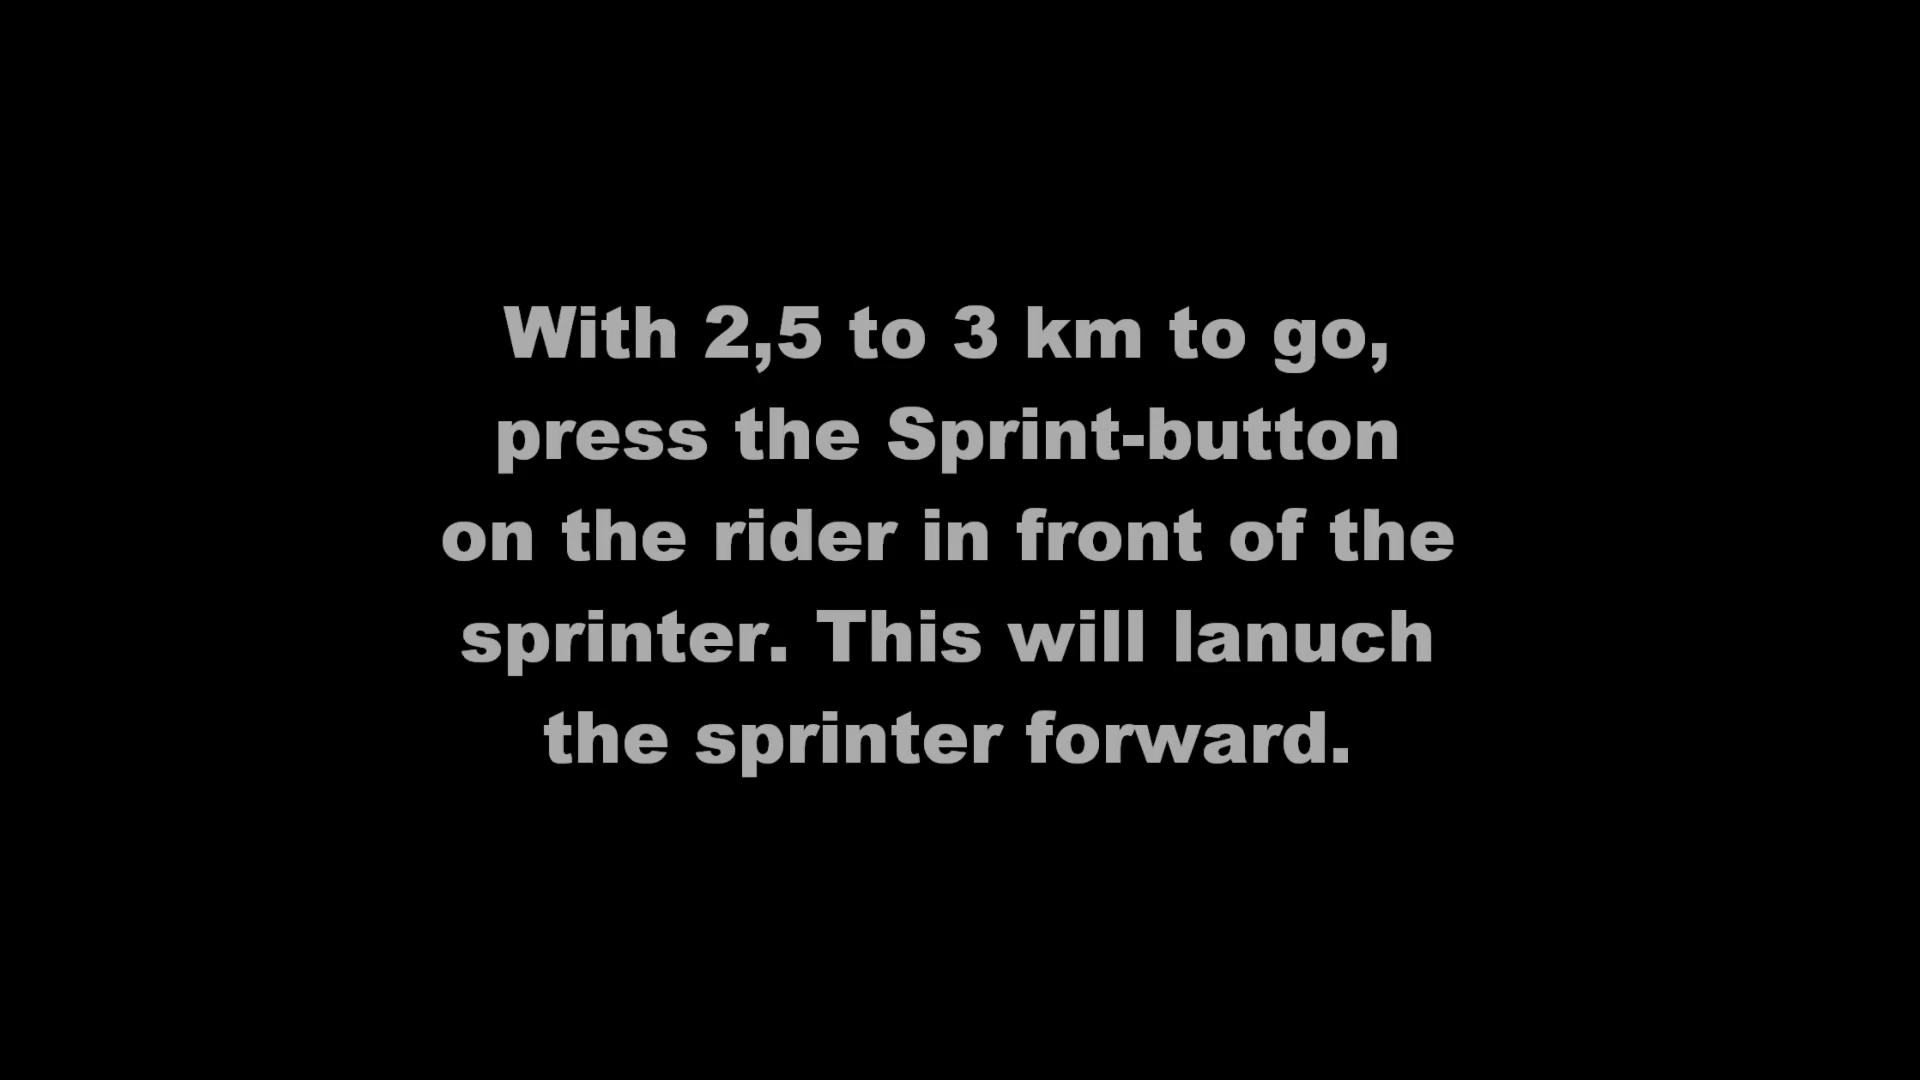 With 2,5 to 3 km to go,
press the Sprint-button
on the rider in front of the
sprinter. This will lanuch
the sprinter forward.